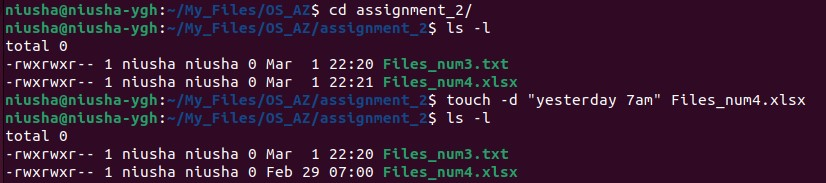 niusha@niusha-ygh:~/My_Files/OS_AZ$ cd assignment_2/
niusha@niusha-ygh:~/My_Files/OS_AZ/assignment_2$ ls -l
total 0
-rwxrwxr-- 1 niusha niusha 0 Mar  1 22:20 Files_num3.txt
-rwxrwxr-- 1 niusha niusha 0 Mar  1 22:21 Files_num4.xlsx
niusha@niusha-ygh:~/My_Files/OS_AZ/assignment_2$ touch -d "yesterday 7am" Files_num4.xlsx
niusha@niusha-ygh:~/My_Files/OS_AZ/assignment_2$ ls -l
total 0
-rwxrwxr-- 1 niusha niusha 0 Mar  1 22:20 Files_num3.txt
-rwxrwxr-- 1 niusha niusha 0 Feb 29 07:00 Files_num4.xlsx